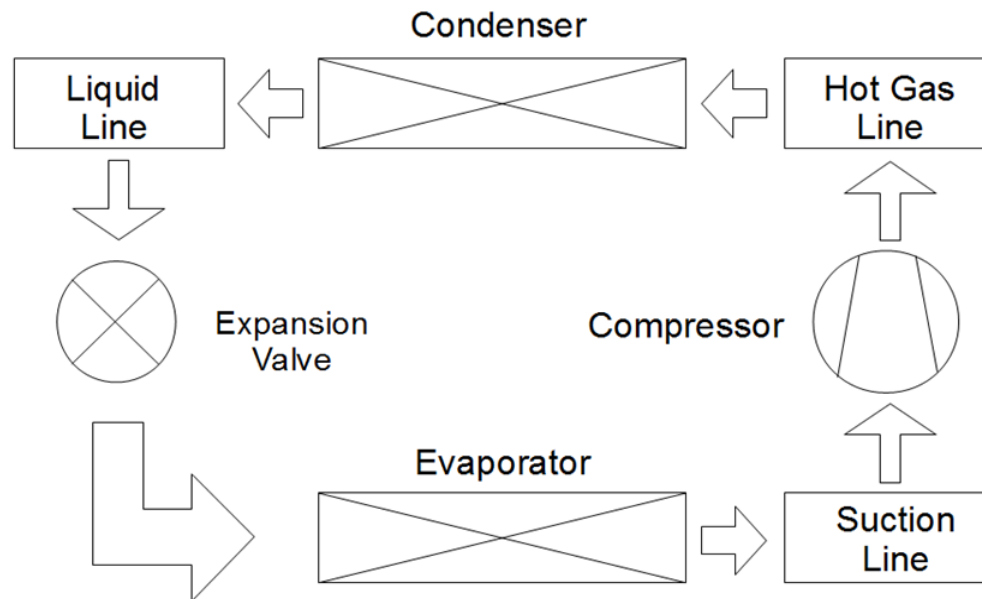 Condenser
Liquid
Line
Hot Gas
Line
Expansion
Valve
Compressor
Evaporator
Suction
Line